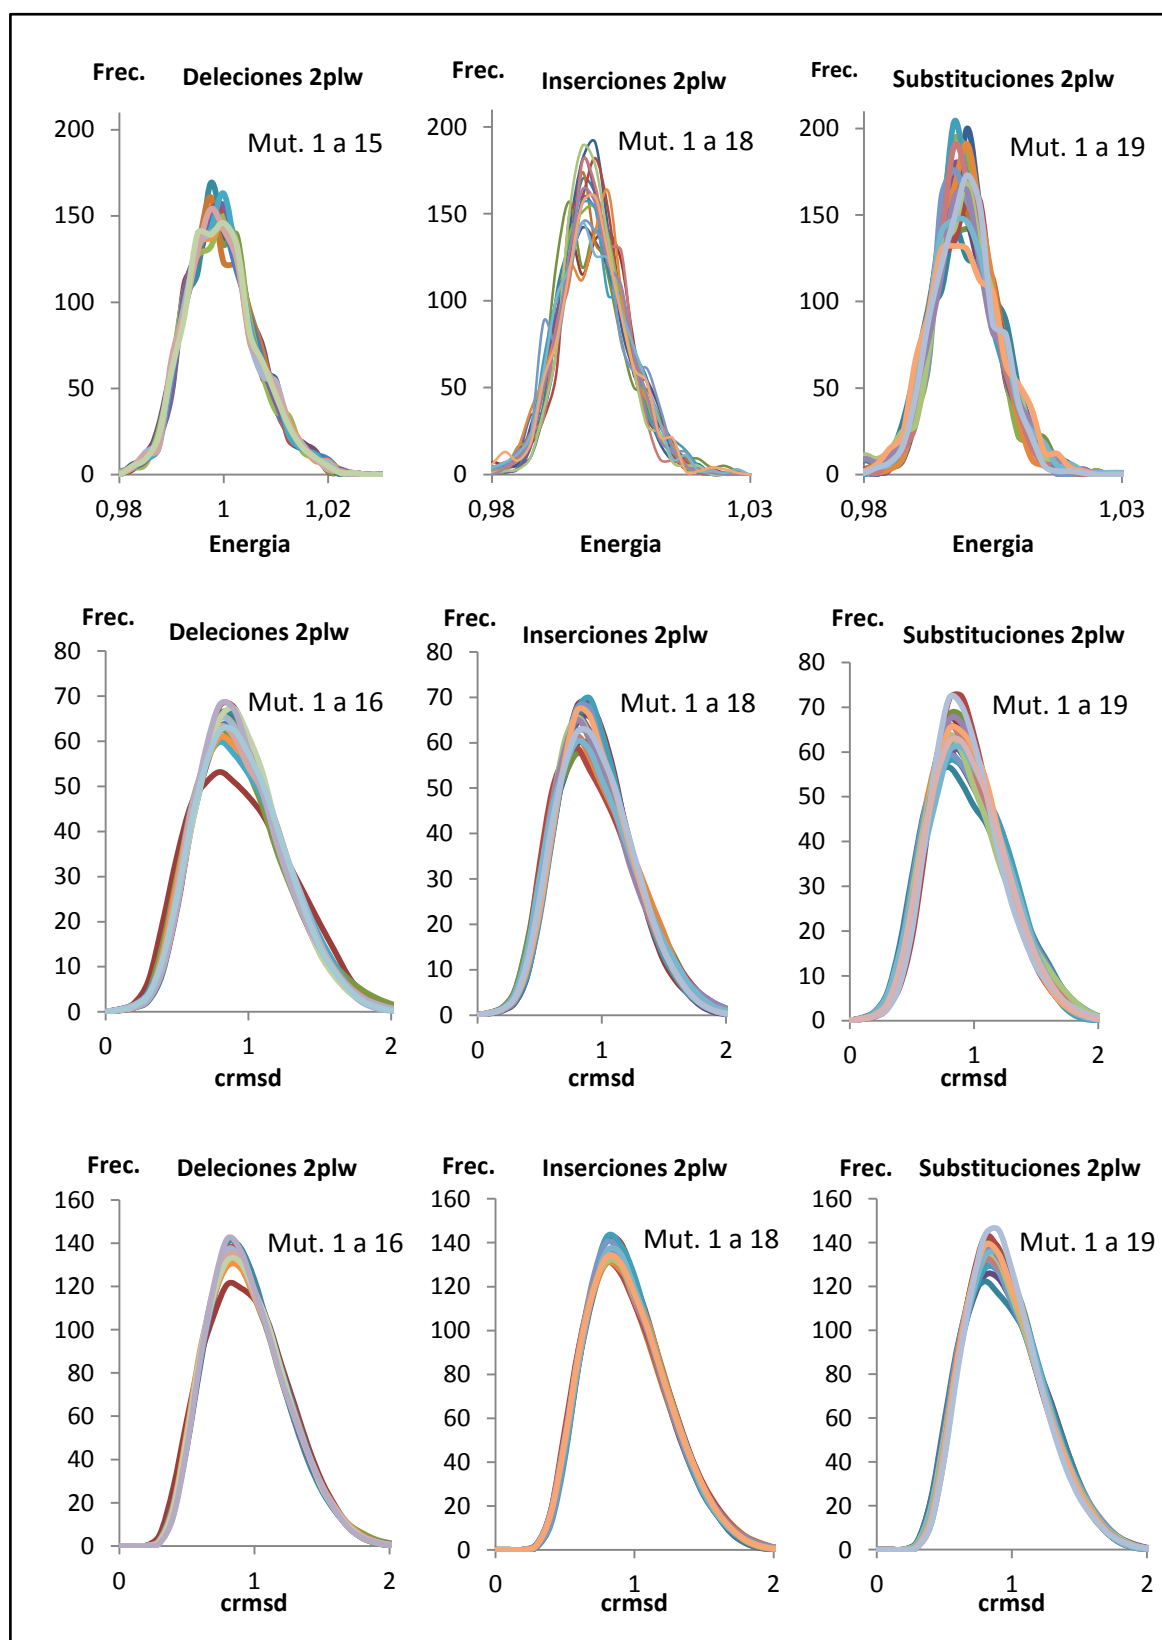 Frec.
Deleciones 2plw
Mut. 1 a 15
200
150
100
50
0
0,98
1
1,02
Energia
Frec.
Inserciones 2plw
Mut. 1 a 18
200
150
100
50
0
0,98
1,03
Energia
Frec.
Substituciones 2plw
Mut. 1 a 19
200
150
100
50
0
0,98
1,03
Energia
Frec.
Deleciones 2plw
Mut. 1 a 16
80
70
60
50
40
30
20
10
0
0
1
2
crmsd
Frec.
Inserciones 2plw
Mut. 1 a 18
80
70
60
50
40
30
20
10
0
0
1
2
crmsd
Frec.
Substituciones 2plw
Mut. 1 a 19
80
70
60
50
40
30
20
10
0
0
1
2
crmsd
Frec.
Deleciones 2plw
Mut. 1 a 16
160
140
120
100
80
60
40
20
0
0
1
2
crmsd
Frec.
Inserciones 2plw
Mut. 1 a 18
160
140
120
100
80
60
40
20
0
0
1
2
crmsd
Frec.
Substituciones 2plw
Mut. 1 a 19
160
140
120
100
80
60
40
20
0
0
1
2
crmsd